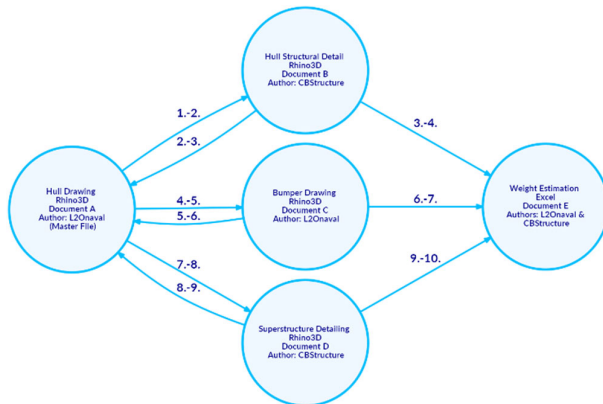 Hull Structural Detail
Rhino3D
Document B
Author: CBStructure
1.-2.
2.-3.
3.-4.
Hull Drawing
Rhino3D
Document A
Author: L2Onaval
(Master File)
4.-5.
5.-6.
Bumper Drawing
Rhino3D
Document C
Author: L2Onaval
6.-7.
Weight Estimation
Excel
Document E
Authors: L2Onaval &
CBStructure
7.-8.
8.-9.
9.-10.
Superstructure Detailing
Rhino3D
Document D
Author: CBStructure